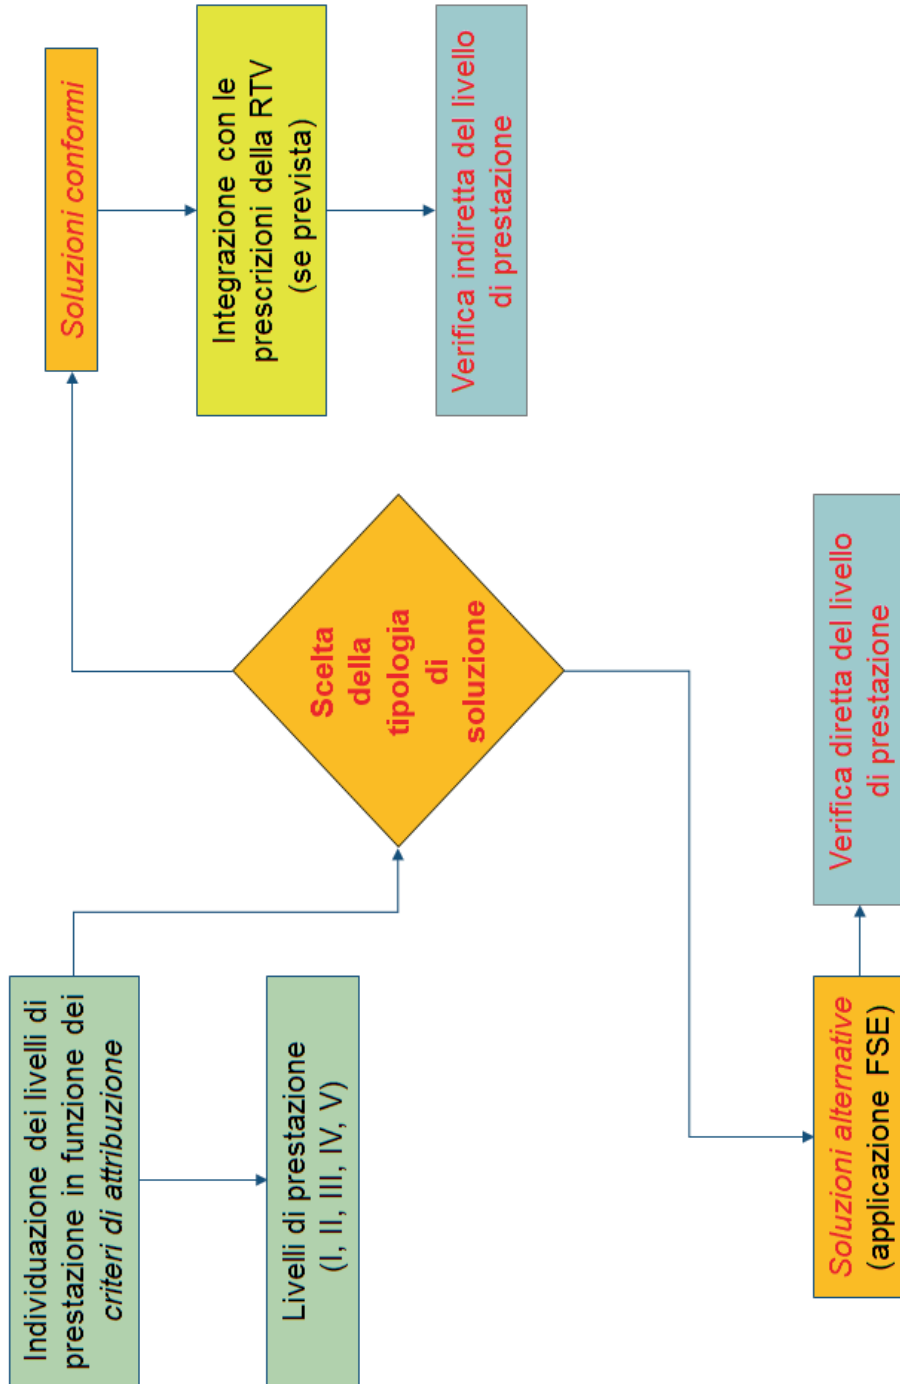 Individuazione dei livelli di
prestazione in funzione dei
criteri di attribuzione
Livelli di prestazione
(I, II, III, IV, V)
Scelta
della
tipologia
di
soluzione
Soluzioni conformi
Integrazione con le
prescrizioni della RTV
(se prevista)
Verifica indiretta del livello
di prestazione
Soluzioni alternative
(applicazione FSE)
Verifica diretta del livello
di prestazione